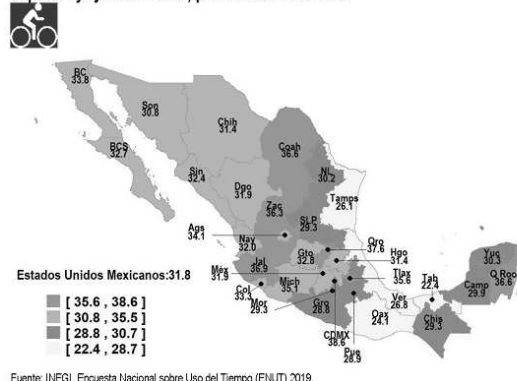 BC
33.8
Son
30.8
Chih
31.4
BCS
32.7
Coah
36.6
Sin
32.4
NL
30.2
Dgo
31.9
Tamps
26.1
Zac
36.3
SLP
29.3
Ags
34.1
Nay
32.0
Gto
32.8
Qro
37.6
Hgo
31.4
Yuc
30.3
Q Roo
36.6
Camp
29.9
Jal
36.9
Méx
31.9
Mich
35.1
Tlax
35.6
Tab
22.4
Col
33.3
Ver
26.8
Mor
29.3
Gro
28.8
Oax
24.1
Chis
29.3
CDMX
38.6
Pue
28.9
Estados Unidos Mexicanos:31.8
[ 35.6 , 38.6 ]
[ 30.8 , 35.5 ]
[ 28.8 , 30.7 ]
[ 22.4 , 28.7 ]
Fuente: INEGI. Encuesta Nacional sobre Uso del Tiempo (ENUT) 2019